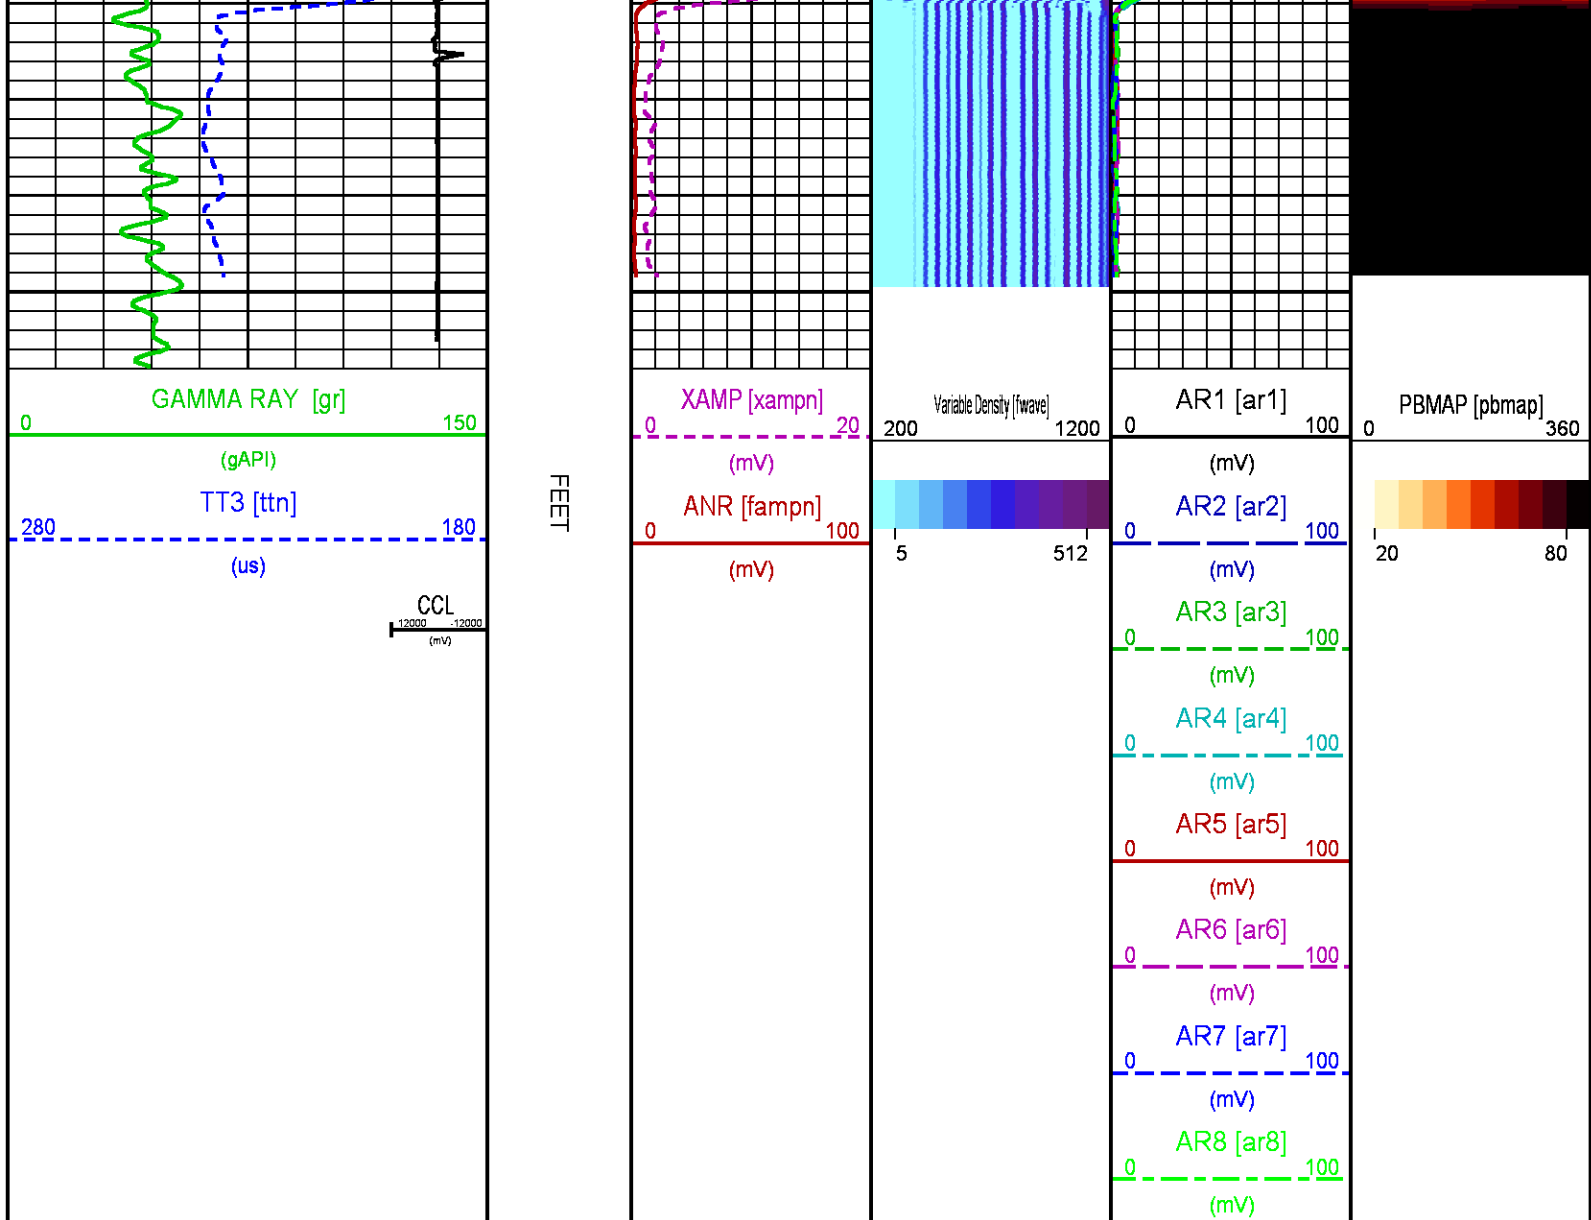 GAMMA RAY [gr]
0 150
(gAPI)
TT3 [ttn]
280 180
(us)
CCL
12000 -12000
(mV)
FEET
XAMP [xampn]
0 20
(mV)
ANR [fampn]
0 100
(mV)
Variable Density [fwave]
200 1200
5 512
AR1 [ar1]
0 100
(mV)
AR2 [ar2]
0 100
(mV)
AR3 [ar3]
0 100
(mV)
AR4 [ar4]
0 100
(mV)
AR5 [ar5]
0 100
(mV)
AR6 [ar6]
0 100
(mV)
AR7 [ar7]
0 100
(mV)
AR8 [ar8]
0 100
(mV)
PBMAP [pbmap]
0 360
20 80